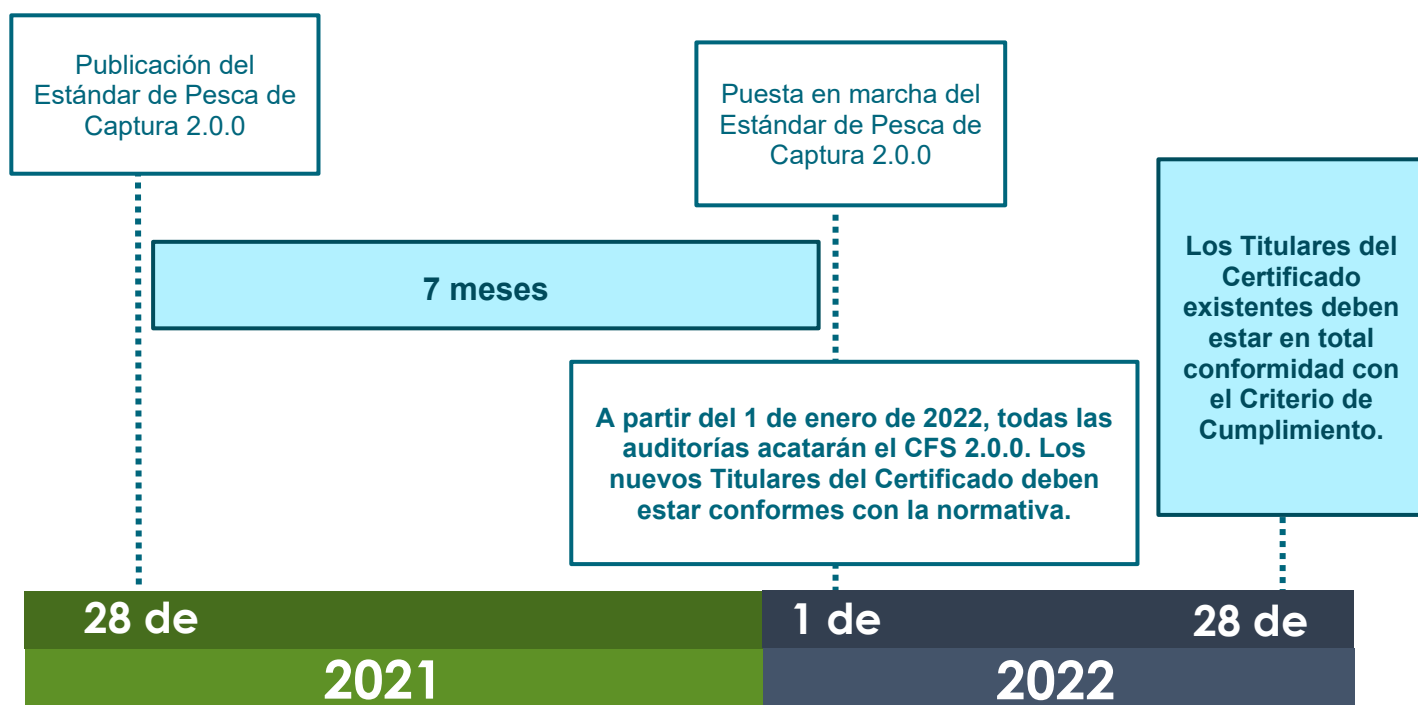 Publicación del
Estándar de Pesca de
Captura 2.0.0
Puesta en marcha del
Estándar de Pesca de
Captura 2.0.0
Los Titulares del
Certificado
existentes deben
estar en total
conformidad con
el Criterio de
Cumplimiento.
7 meses
A partir del 1 de enero de 2022, todas las
auditorías acatarán el CFS 2.0.0. Los
nuevos Titulares del Certificado deben
estar conformes con la normativa.
28 de
1 de
28 de
2021
2022